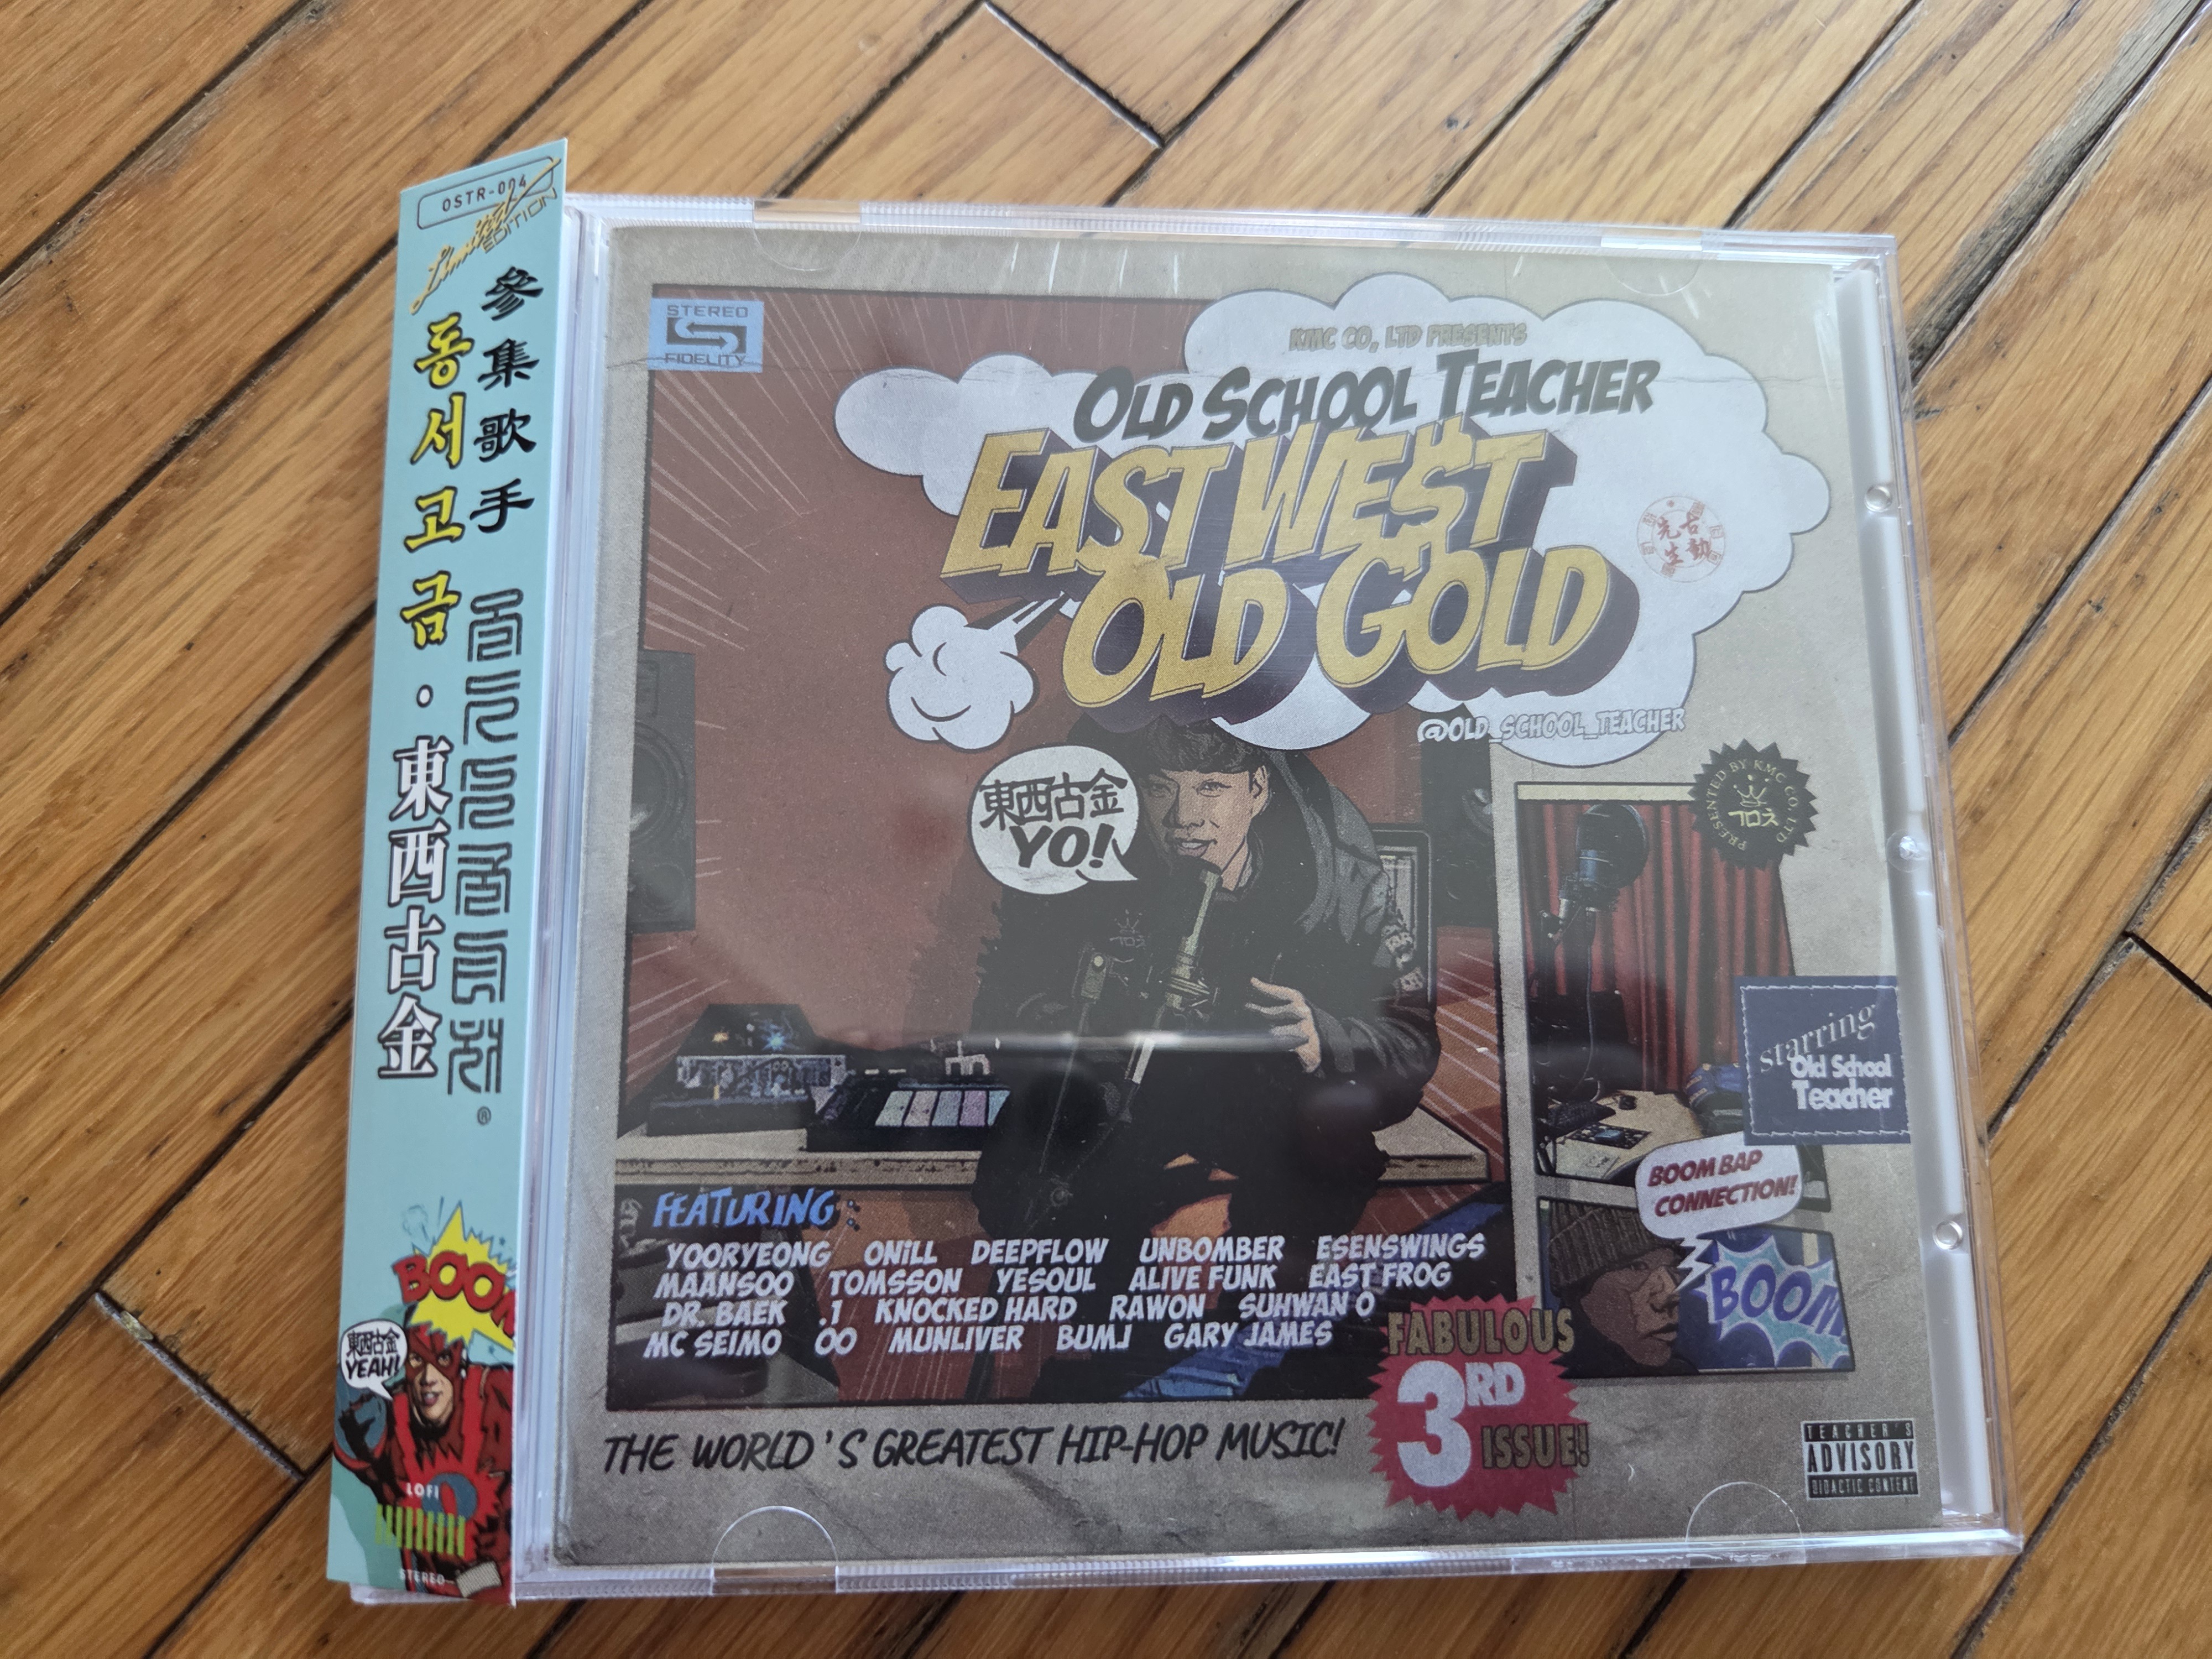 OSTR-004
Limited
EDITION
參集歌手
동서고금 · 東西古金
®
BOOM
東西古金
YEAH!
LOFI
STEREO
STEREO
FIDELITY
KMC CO, LTD PRESENTS
OLD SCHOOL TEACHER
EAST WEST
OLD GOLD
@OLD_SCHOOL_TEACHER
東西古金
YO!
PRESENTED BY KMC CO, LTD
starring
Old School
Teacher
BOOM BAP
CONNECTION!
BOOM
FEATURING :
YOORYEONG ONiLL DEEPFLOW UNBOMBER ESENSWINGS
MAANSOO TOMSSON YESOUL ALIVE FUNK EAST FROG
DR. BAEK .1 KNOCKED HARD RAWON SUHWAN O
MC SEIMO OO MUNLIVER BUMJ GARY JAMES
FABULOUS
3RD
ISSUE!
THE WORLD'S GREATEST HIP-HOP MUSIC!
TEACHER'S
ADVISORY
DIDACTIC CONTENT